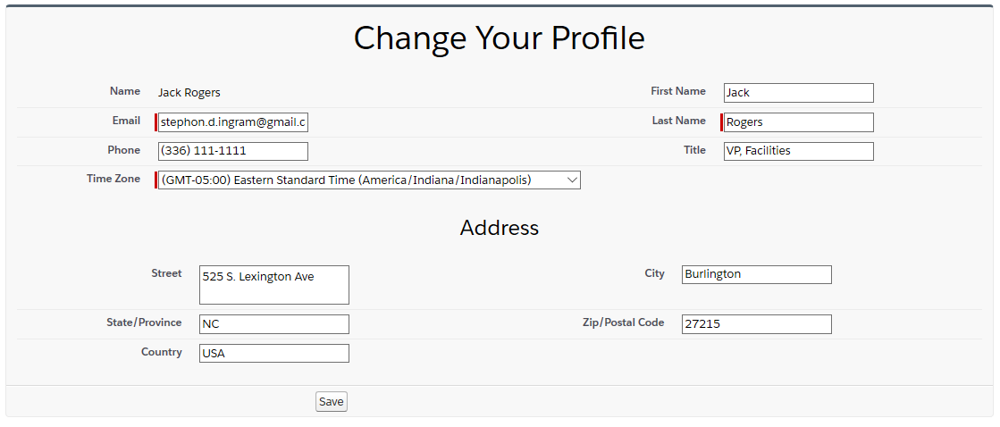 Change Your Profile
Name Jack Rogers First Name Jack
Email stephon.d.ingram@gmail.c Last Name Rogers
Phone (336) 111-1111 Title VP, Facilities
Time Zone (GMT-05:00) Eastern Standard Time (America/Indiana/Indianapolis)
Address
Street 525 S. Lexington Ave City Burlington
State/Province NC Zip/Postal Code 27215
Country USA
Save